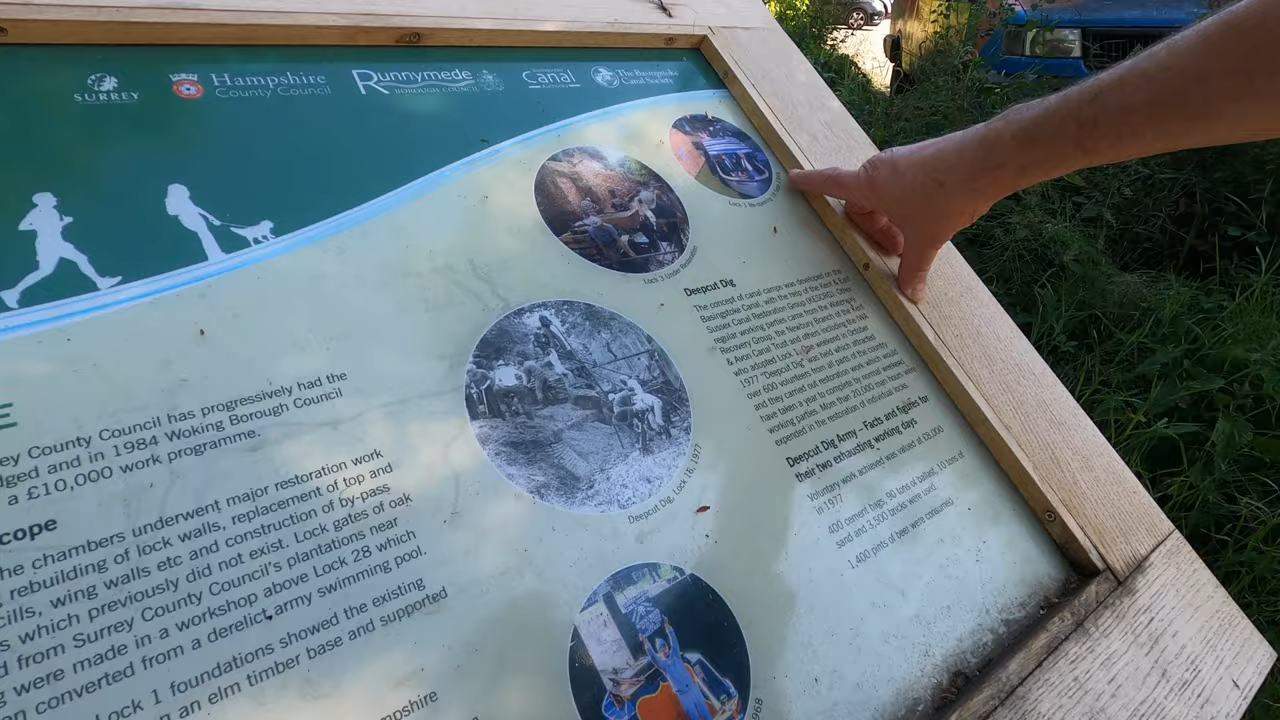 SURREY
Hampshire
County Council
Runnymede
BOROUGH COUNCIL
Canal
The Basingstoke
Canal Society
Lock 3 Under Restoration
Deepcut Dig
The concept of canal camps was developed on the
Basingstoke Canal, with the help of the Kent & East
Sussex Canal Restoration Group (KESCRG). Other
regular working parties came from the Waterway
Recovery Group, the Newbury Branch of the Kent
& Avon Canal Trust and others including the IWA
who adopted Lock 1. One weekend in October
1977 "Deepcut Dig" was held which attracted
over 600 volunteers from all parts of the country
and they carried out restoration work which would
have taken a year to complete by normal weekend
working parties. More than 20,000 man hours were
expended in the restoration of individual locks.
Deepcut Dig Army – Facts and figures for
their two exhausting working days
Voluntary work achieved was valued at £8,000
in 1977
400 cement bags, 90 tons of ballast, 10 tons of
sand and 3,500 bricks were used
1,400 pints of beer were consumed
Deepcut Dig, Lock 16, 1977
E
ey County Council has progressively had the
dged and in 1984 Woking Borough Council
a £10,000 work programme.
cope
he chambers underwent major restoration work
rebuilding of lock walls, replacement of top and
cills, wing walls etc and construction of by-pass
s which previously did not exist. Lock gates of oak
d from Surrey County Council's plantations near
g were made in a workshop above Lock 28 which
en converted from a derelict army swimming pool.
Lock 1 foundations showed the existing
n an elm timber base and supported
mpshire
968